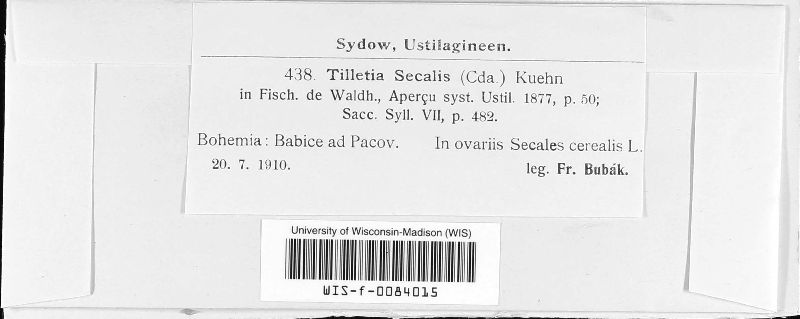 Sydow, Ustilagineen.
438. Tilletia Secalis (Cda.) Kuehn
in Fisch. de Waldh., Aperçu syst. Ustil. 1877, p. 50;
Sacc. Syll. VII, p. 482.
Bohemia: Babice ad Pacov. In ovariis Secales cerealis L.
20. 7. 1910. leg. Fr. Bubák.
University of Wisconsin-Madison (WIS)
WIS-f-0084015